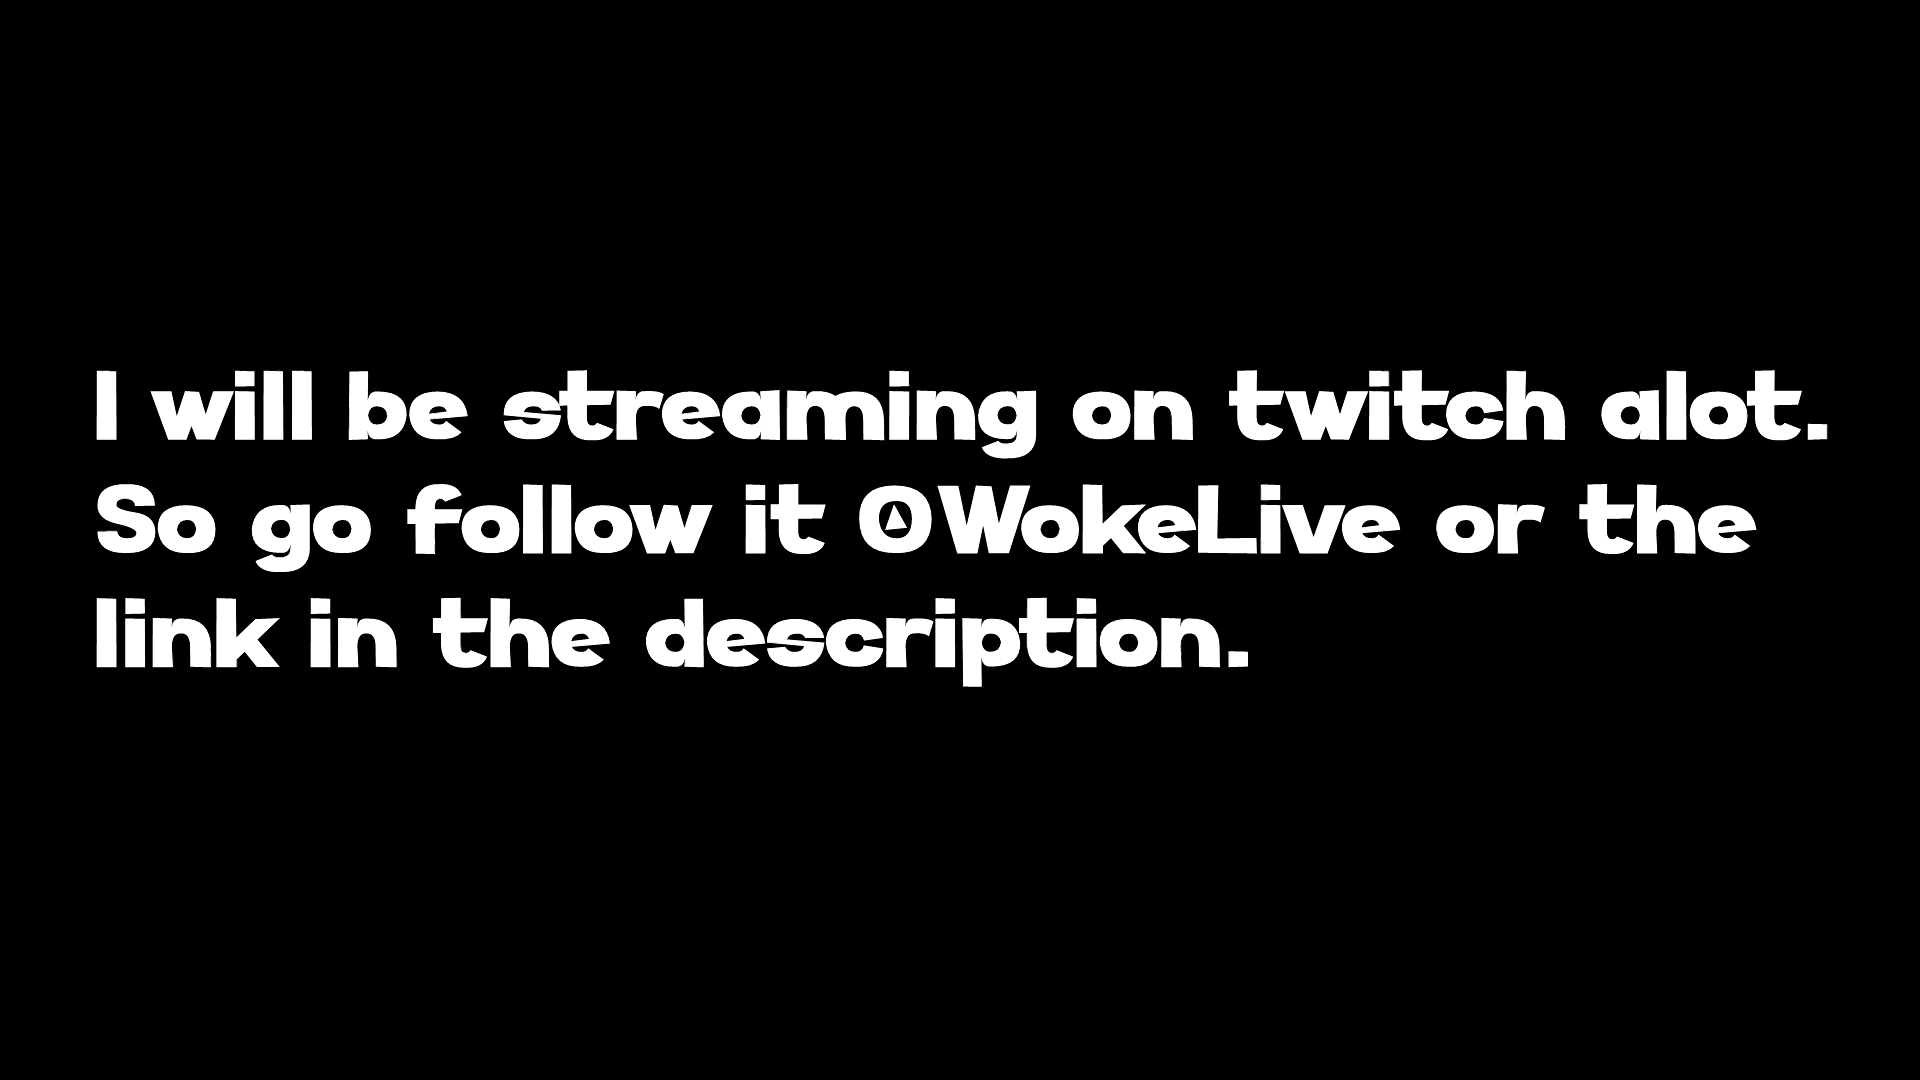 I will be streaming on twitch alot.
So go follow it @WokeLive or the
link in the description.